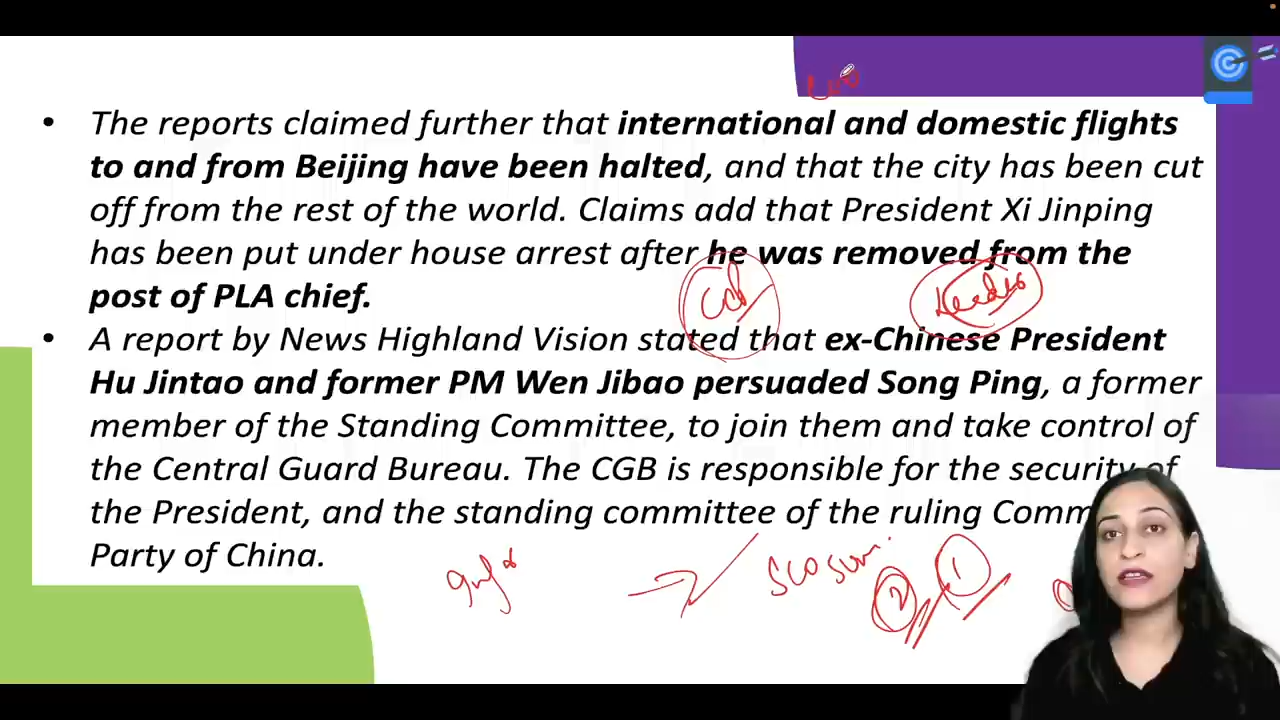 • The reports claimed further that international and domestic flights
to and from Beijing have been halted, and that the city has been cut
off from the rest of the world. Claims add that President Xi Jinping
has been put under house arrest after he was removed from the
post of PLA chief.
• A report by News Highland Vision stated that ex-Chinese President
Hu Jintao and former PM Wen Jibao persuaded Song Ping, a former
member of the Standing Committee, to join them and take control of
the Central Guard Bureau. The CGB is responsible for the security of
the President, and the standing committee of the ruling Comm
Party of China.
SCO Sum
2 1